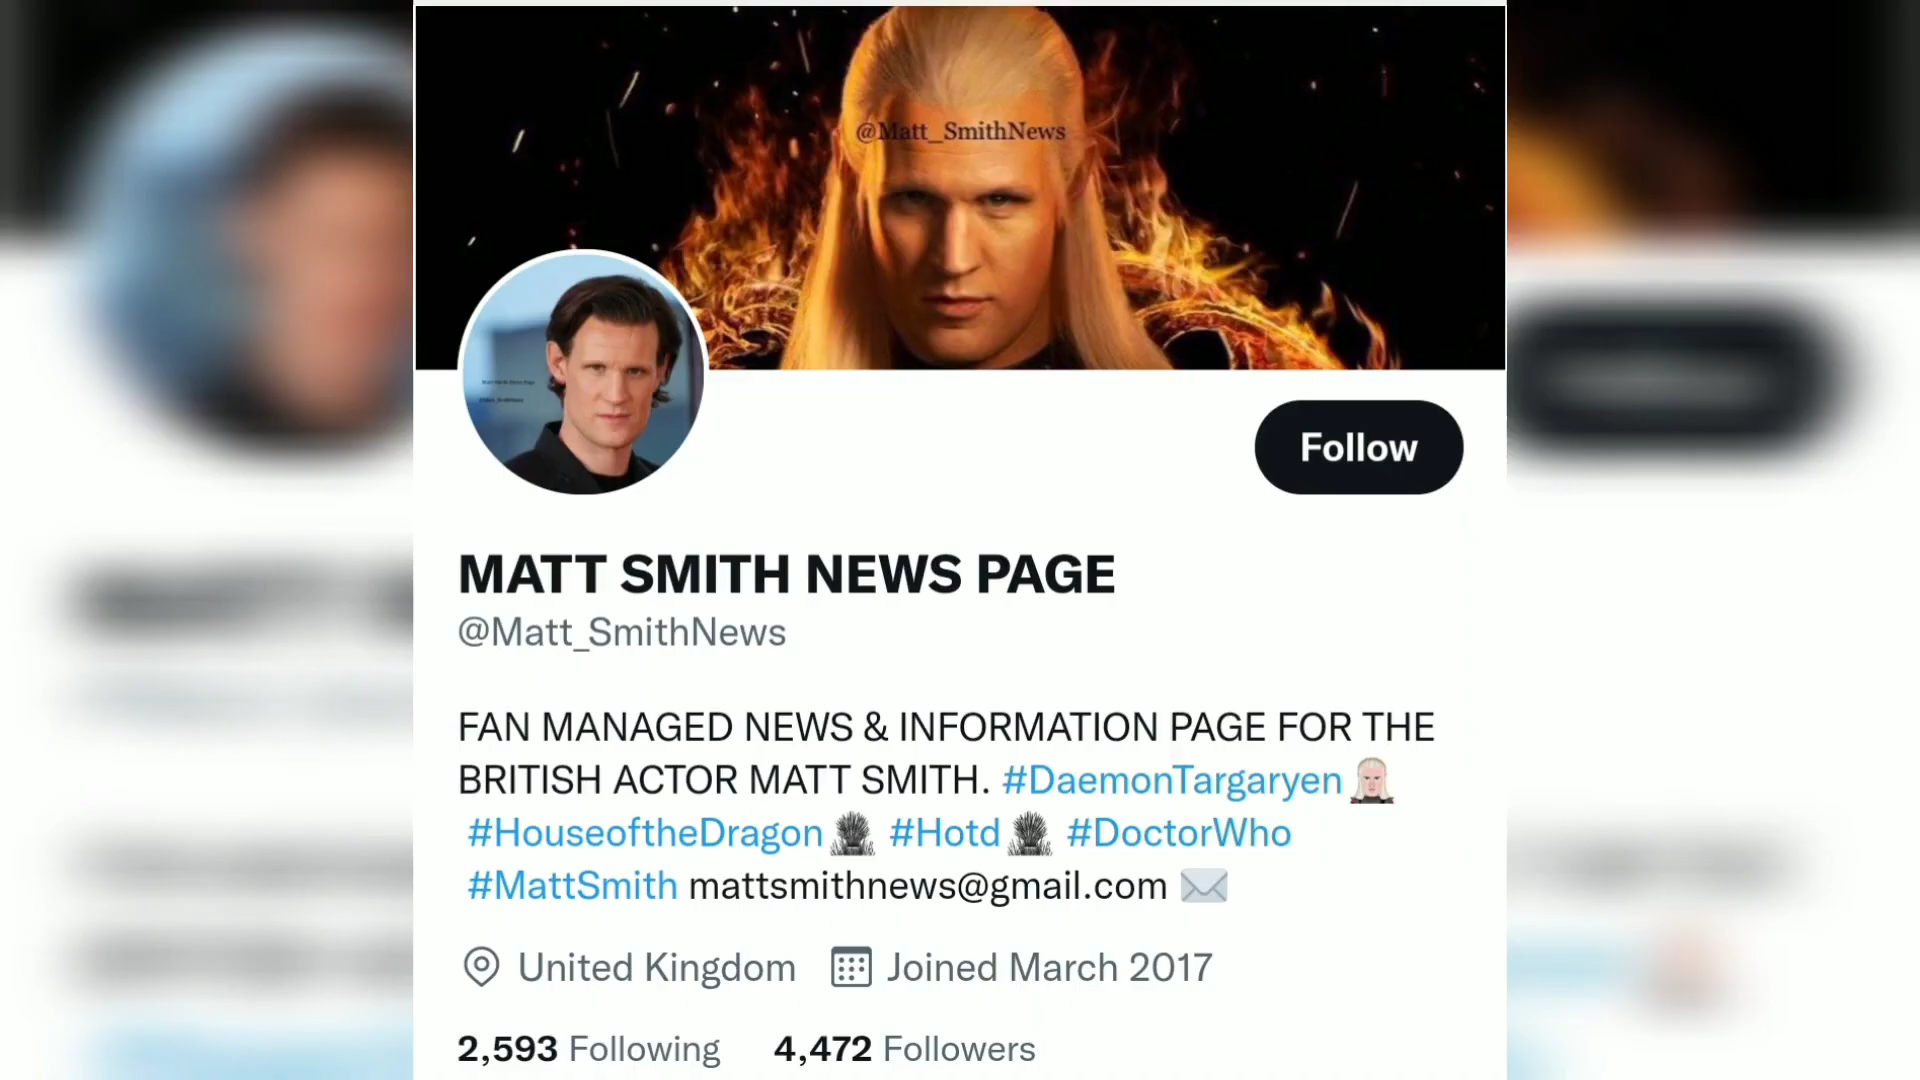 @Matt_SmithNews
Follow
MATT SMITH NEWS PAGE
@Matt_SmithNews
FAN MANAGED NEWS & INFORMATION PAGE FOR THE
BRITISH ACTOR MATT SMITH. #DaemonTargaryen
#HouseoftheDragon #Hotd #DoctorWho
#MattSmith mattsmithnews@gmail.com
United Kingdom Joined March 2017
2,593 Following 4,472 Followers